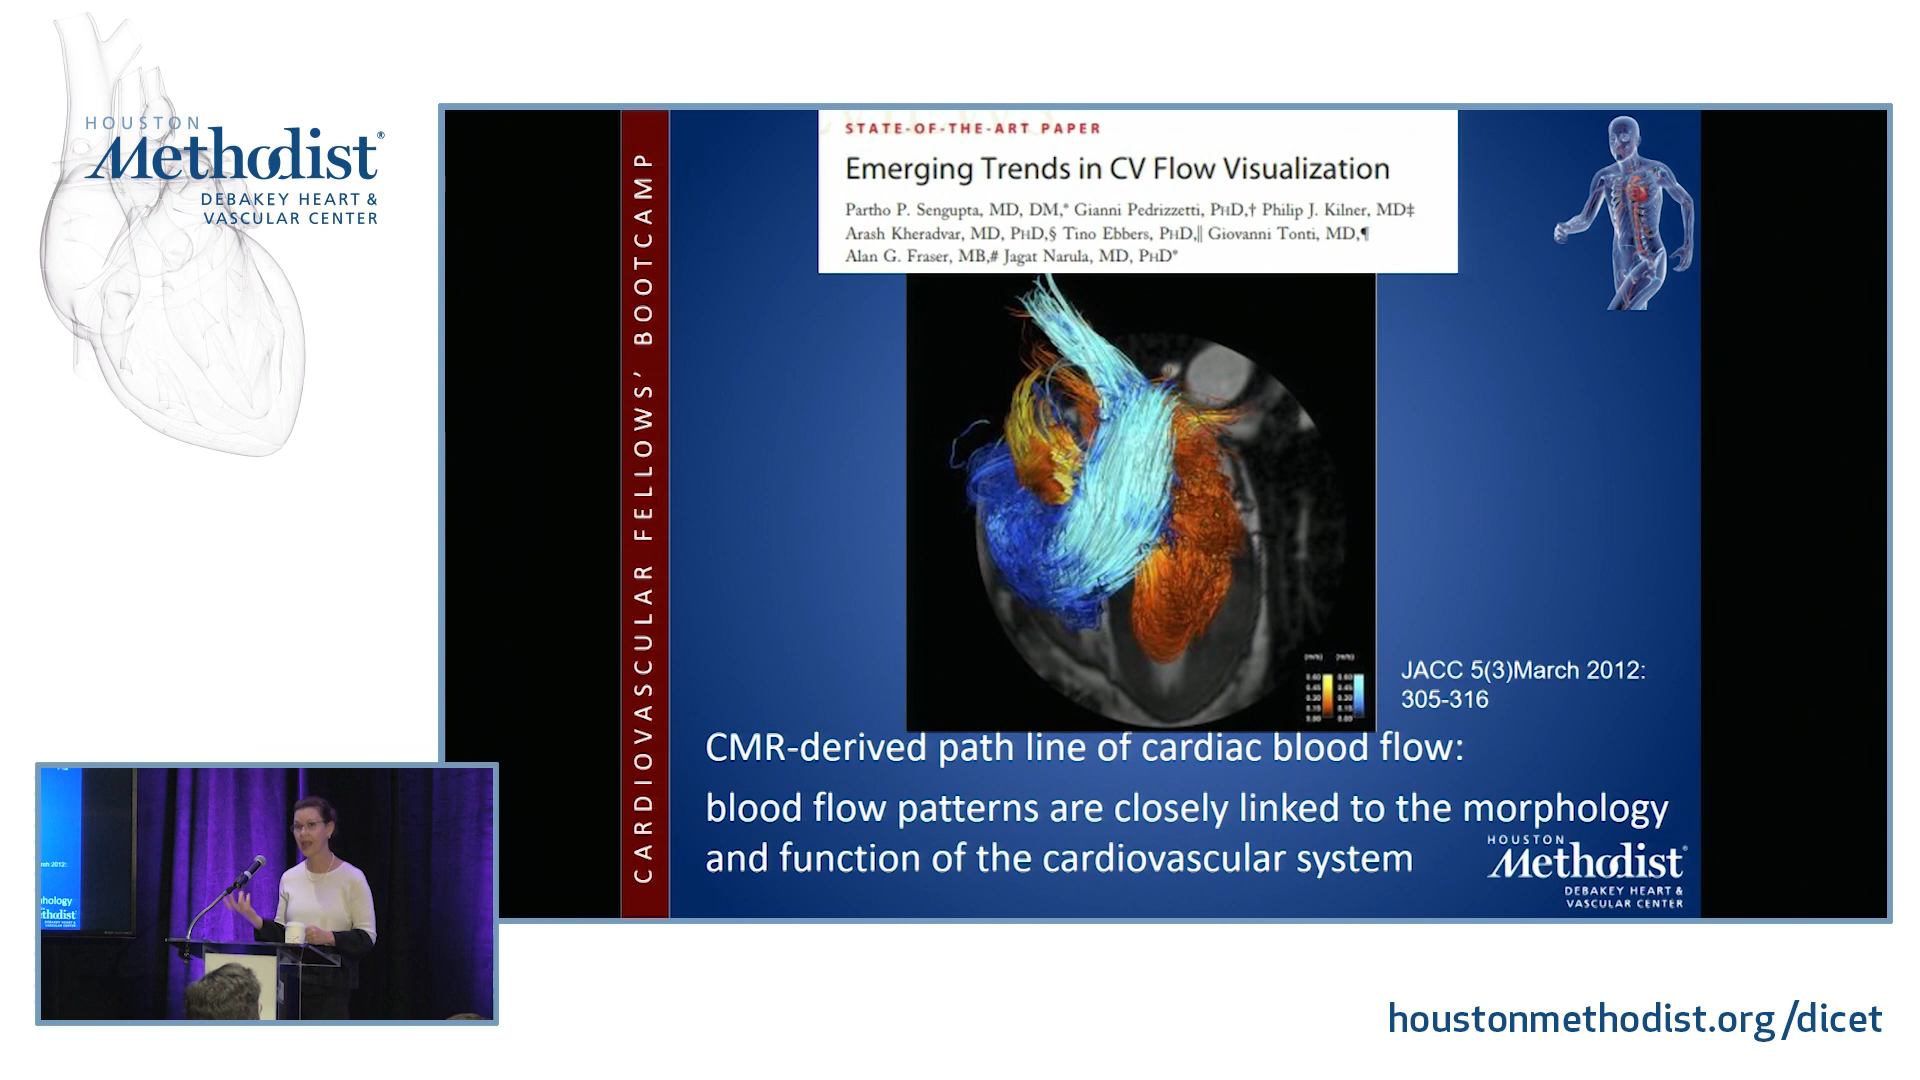 HOUSTON
Methodist®
DEBAKEY HEART &
VASCULAR CENTER
CARDIOVASCULAR FELLOWS' BOOTCAMP
STATE-OF-THE-ART PAPER
Emerging Trends in CV Flow Visualization
Partho P. Sengupta, MD, DM,* Gianni Pedrizzetti, PHD,† Philip J. Kilner, MD‡
Arash Kheradvar, MD, PHD,§ Tino Ebbers, PHD,|| Giovanni Tonti, MD,¶
Alan G. Fraser, MB,# Jagat Narula, MD, PHD*
JACC 5(3)March 2012:
305-316
CMR-derived path line of cardiac blood flow:
blood flow patterns are closely linked to the morphology
and function of the cardiovascular system
HOUSTON
Methodist®
DEBAKEY HEART &
VASCULAR CENTER
houstonmethodist.org/dicet